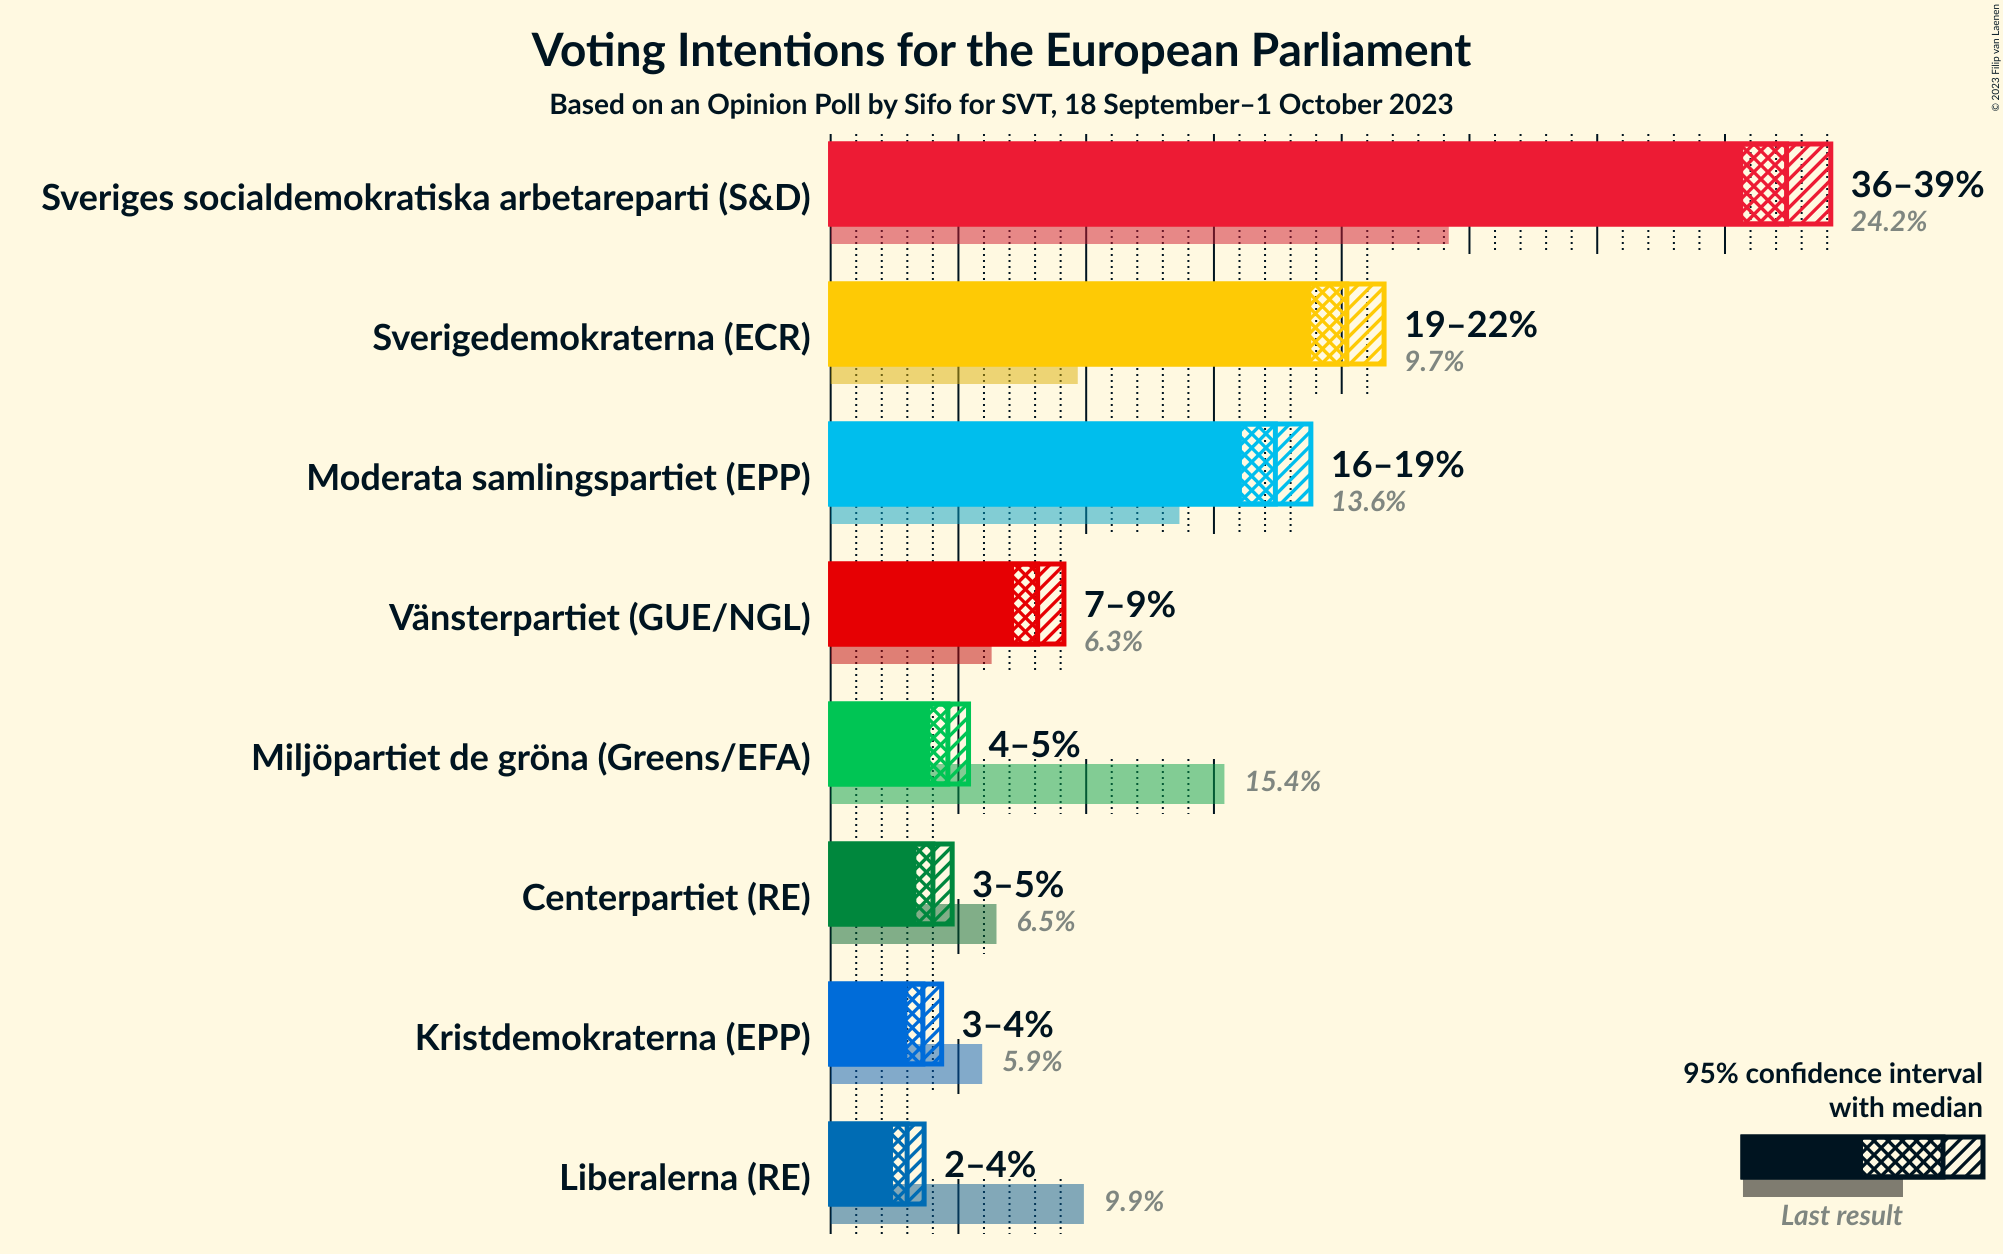 Voting Intentions for the European Parliament
Based on an Opinion Poll by Sifo for SVT, 18 September–1 October 2023
© 2023 Filip van Laenen
Sveriges socialdemokratiska arbetareparti (S&D)
36–39%
24.2%
Sverigedemokraterna (ECR)
19–22%
9.7%
Moderata samlingspartiet (EPP)
16–19%
13.6%
Vänsterpartiet (GUE/NGL)
7–9%
6.3%
Miljöpartiet de gröna (Greens/EFA)
4–5%
15.4%
Centerpartiet (RE)
3–5%
6.5%
Kristdemokraterna (EPP)
3–4%
5.9%
Liberalerna (RE)
2–4%
9.9%
95% confidence interval
with median
Last result